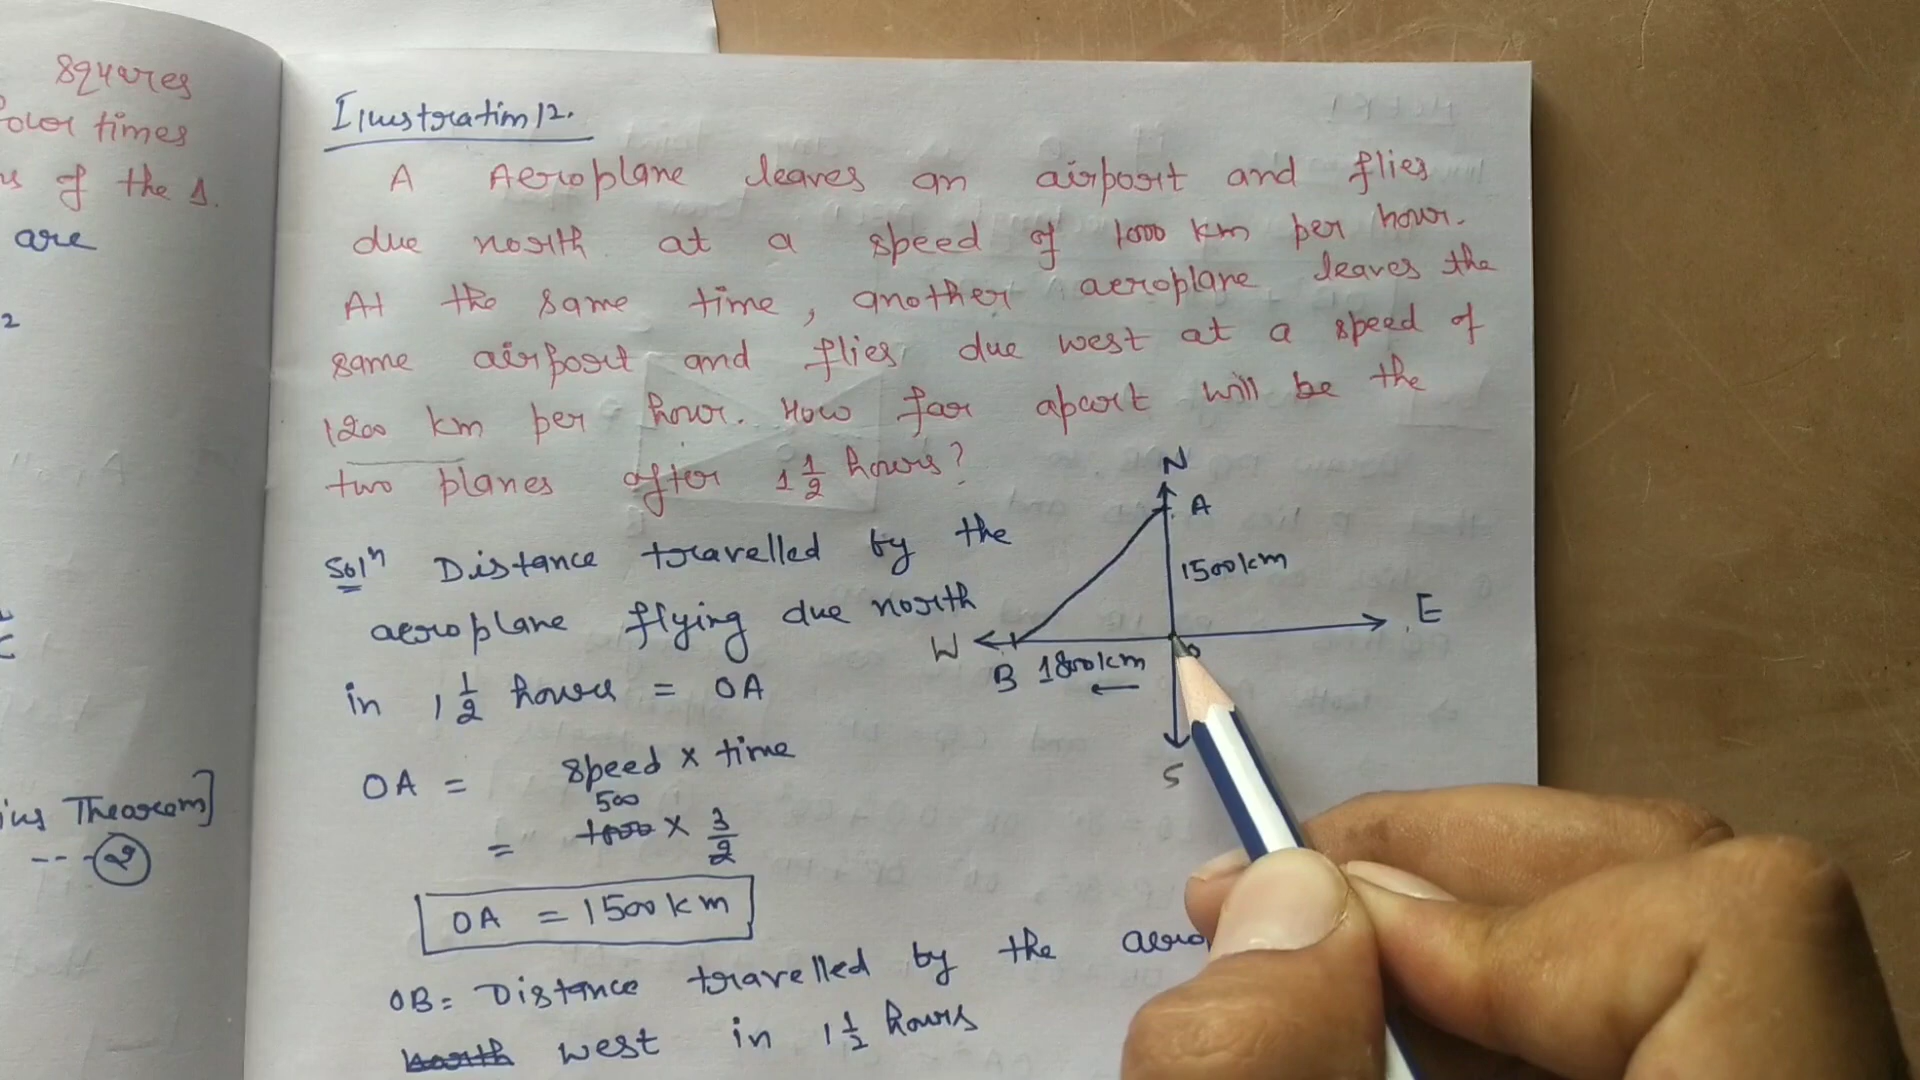 squares
times
of the
are
2
Theorem]
---②
Illustration 12.
A Aeroplane leaves an airport and flies
due north at a speed of 1000 km per hour.
At the same time, another aeroplane leaves the
same airport and flies due west at a speed of
1200 km per hour. How far apart will be the
two planes after 1 1/2 hours?
Solⁿ Distance travelled by the
aeroplane flying due north
in 1 1/2 hours = OA
OA = speed x time
500
= 1000 x 3/2
OA = 1500 km
OB = Distance travelled by the
north west in 1 1/2 hours
N
A
1500 km
E
W
B 1800 km
S